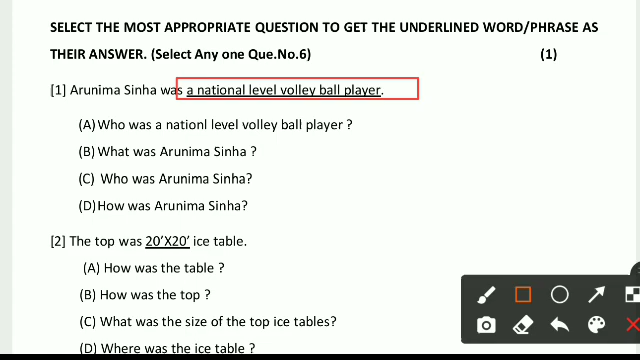 SELECT THE MOST APPROPRIATE QUESTION TO GET THE UNDERLINED WORD/PHRASE AS
THEIR ANSWER. (Select Any one Que.No.6) (1)
[1] Arunima Sinha was a national level volley ball player.
(A) Who was a nationl level volley ball player ?
(B) What was Arunima Sinha ?
(C) Who was Arunima Sinha?
(D) How was Arunima Sinha?
[2] The top was 20’X20’ ice table.
(A) How was the table ?
(B) How was the top ?
(C) What was the size of the top ice tables?
(D) Where was the ice table ?